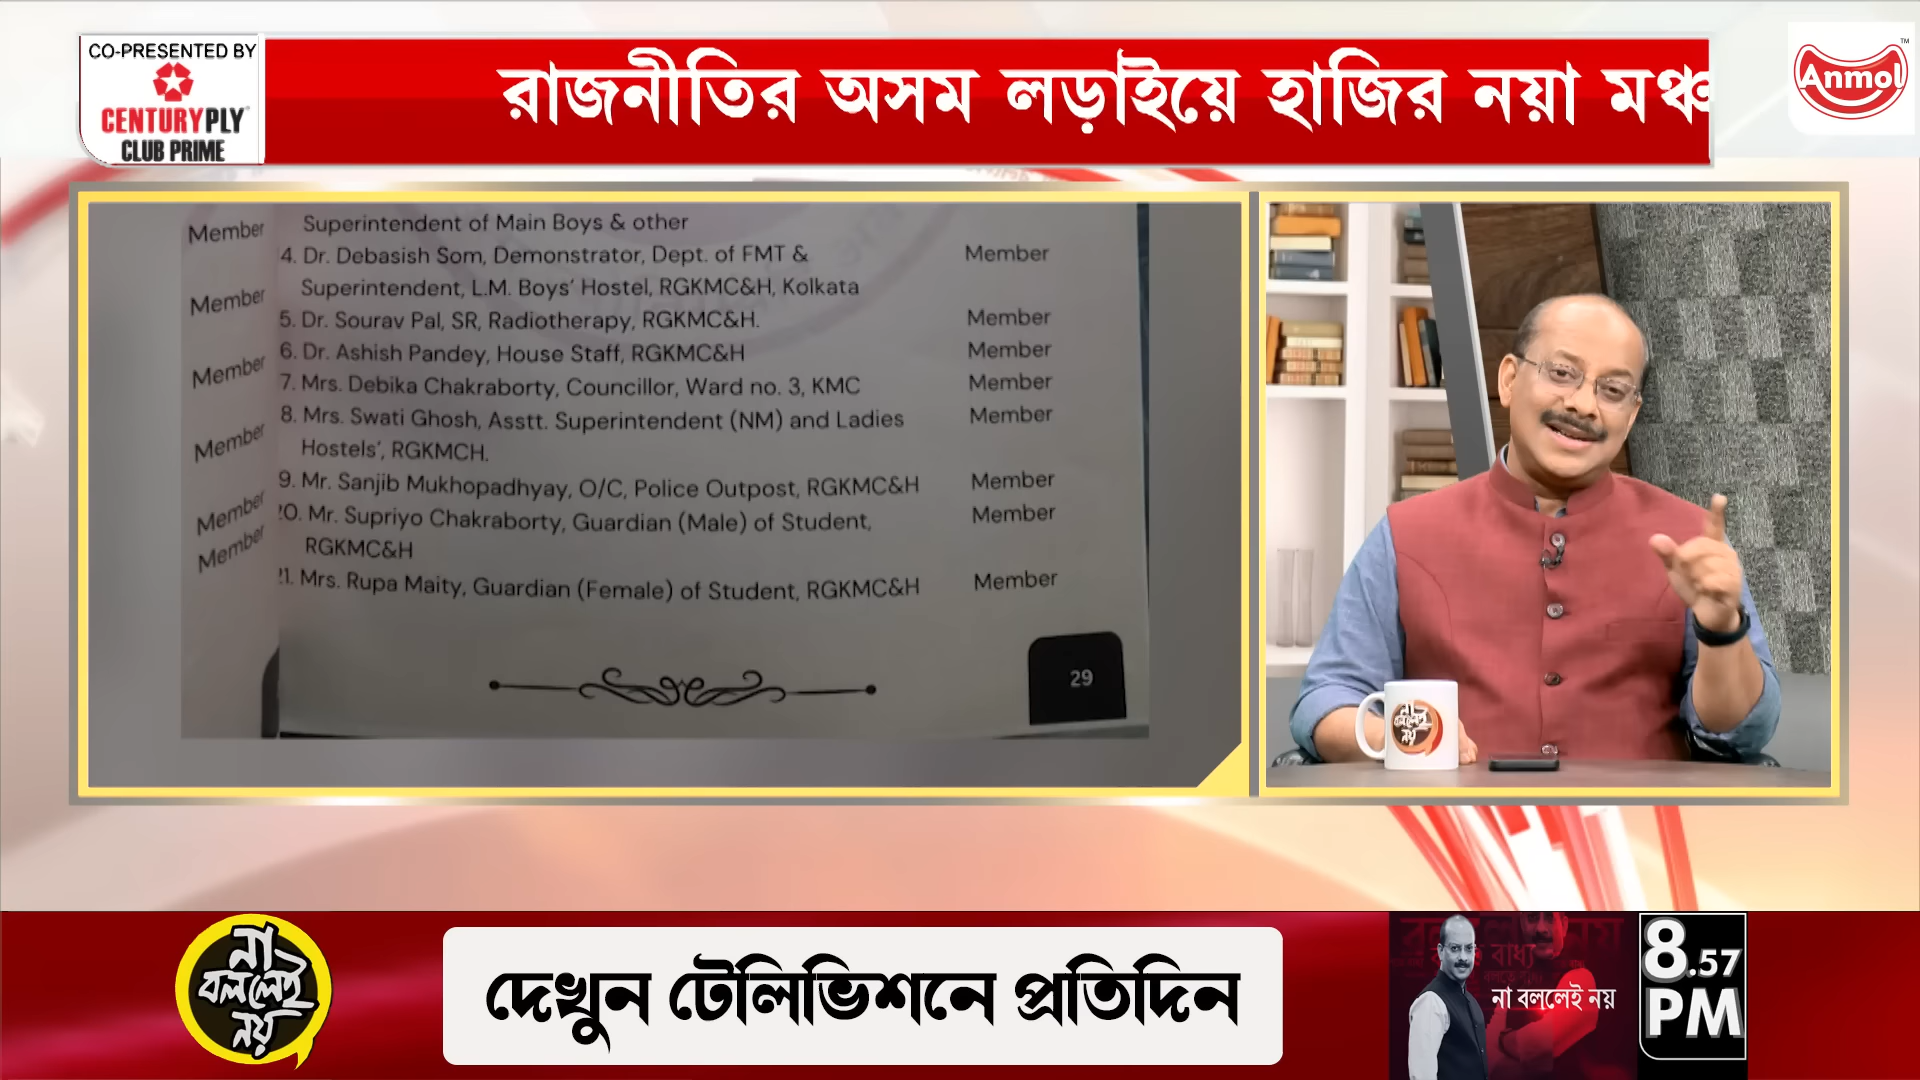 CO-PRESENTED BY
CENTURYPLY
CLUB PRIME
রাজনীতির অসম লড়াইয়ে হাজির নয়া মঞ্চ
Anmol
TM
Member
Superintendent of Main Boys & other
4. Dr. Debasish Som, Demonstrator, Dept. of FMT & Member
Superintendent, L.M. Boys' Hostel, RGKMC&H, Kolkata
Member
5. Dr. Sourav Pal, SR, Radiotherapy, RGKMC&H. Member
6. Dr. Ashish Pandey, House Staff, RGKMC&H Member
Member
7. Mrs. Debika Chakraborty, Councillor, Ward no. 3, KMC Member
8. Mrs. Swati Ghosh, Asstt. Superintendent (NM) and Ladies Member
Member
Hostels', RGKMCH.
9. Mr. Sanjib Mukhopadhyay, O/C, Police Outpost, RGKMC&H Member
Member
20. Mr. Supriyo Chakraborty, Guardian (Male) of Student, Member
Member
RGKMC&H
21. Mrs. Rupa Maity, Guardian (Female) of Student, RGKMC&H Member
29
না
বললেই
নয়
না
বললেই
নয়
দেখুন টেলিভিশনে প্রতিদিন
বাধ্য
না বললেই নয়
8.57
PM